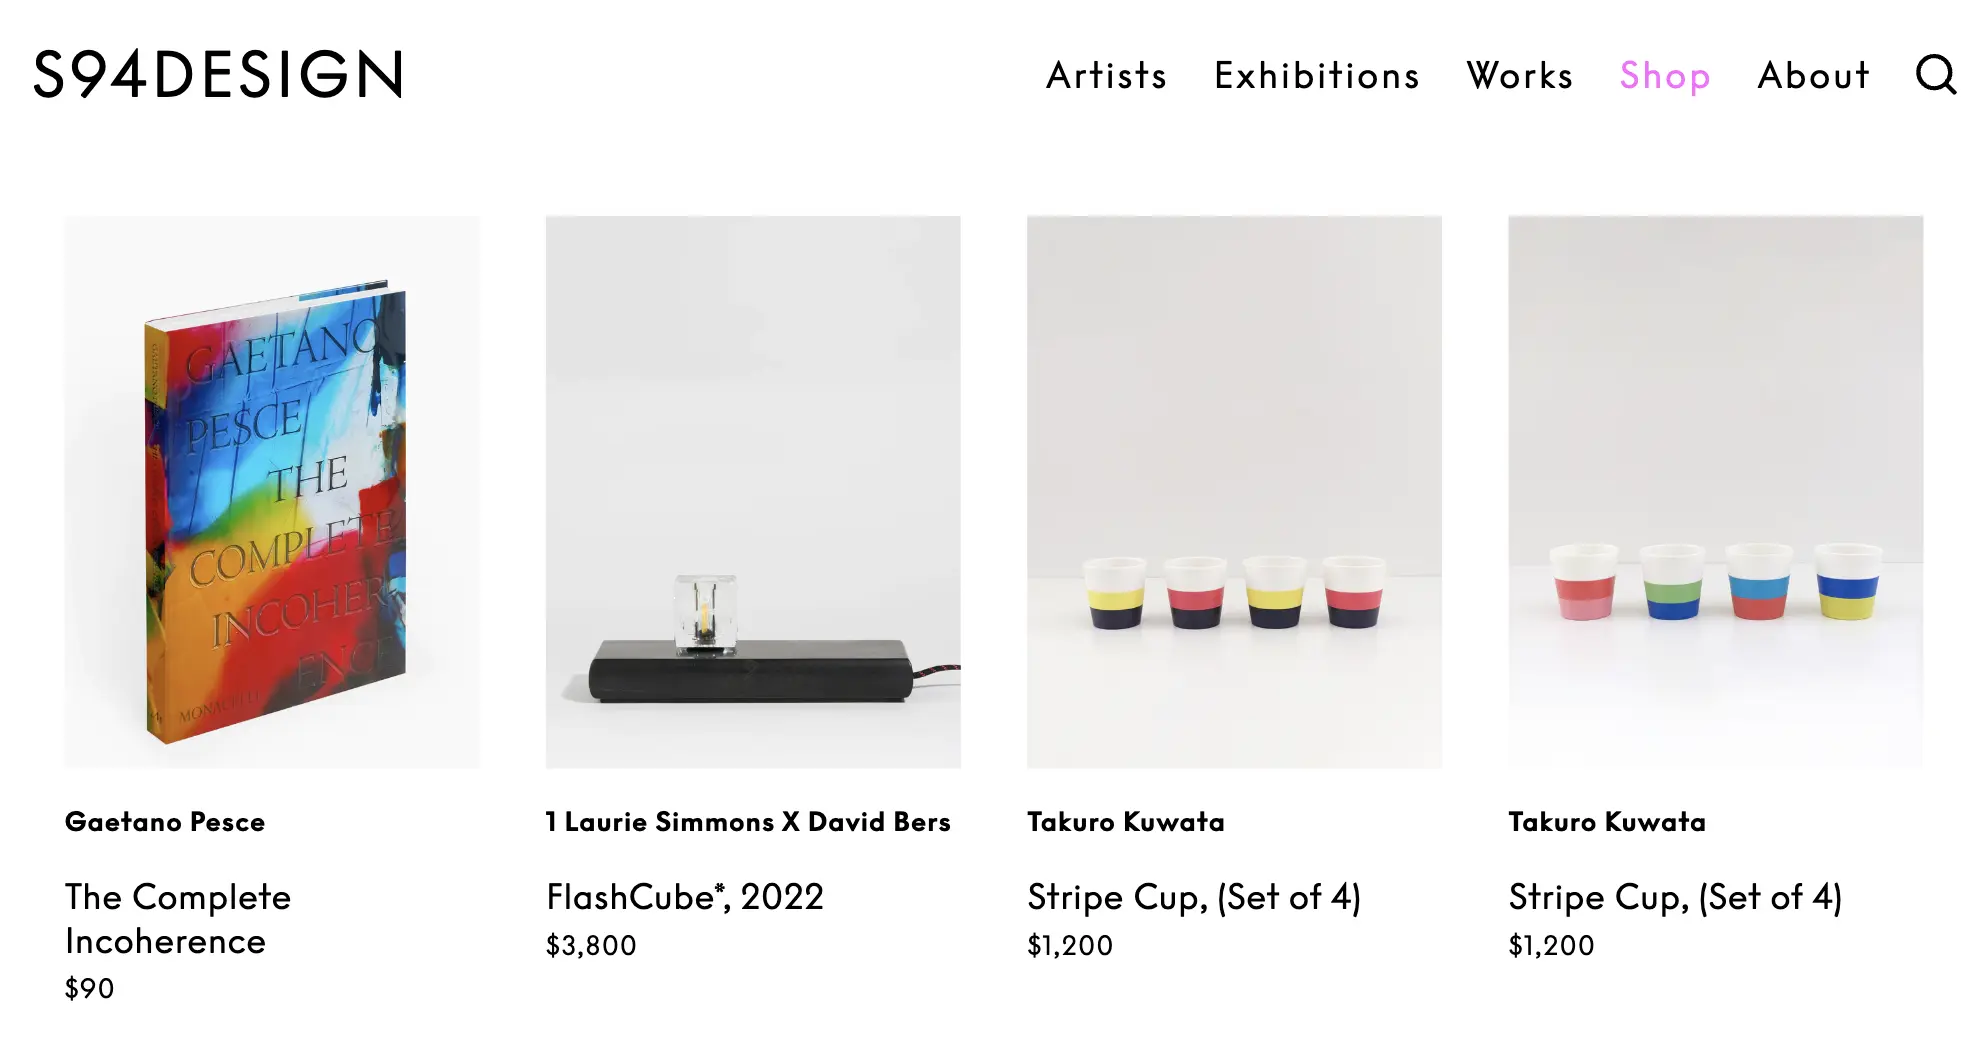 S94DESIGN
Artists Exhibitions Works Shop About
GAETANO
PESCE
THE
COMPLETE
INCOHER
ENCE
MONACELLI
Gaetano Pesce
The Complete
Incoherence
$90
1 Laurie Simmons X David Bers
FlashCube*, 2022
$3,800
Takuro Kuwata
Stripe Cup, (Set of 4)
$1,200
Takuro Kuwata
Stripe Cup, (Set of 4)
$1,200